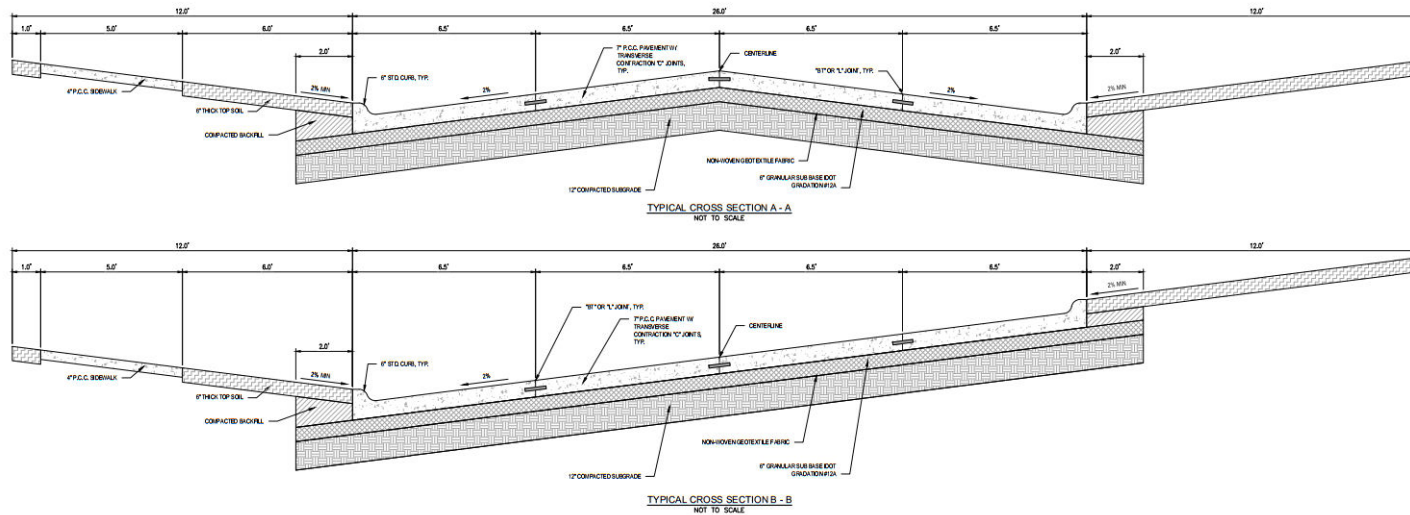 12.0' 26.0' 12.0'
1.0' 5.0' 6.0' 6.5' 6.5' 6.5' 6.5'
2.0' 2.0'
7" P.C.C. PAVEMENT W/
TRANSVERSE
CONTRACTION "C" JOINTS,
TYP.
CENTERLINE
6" STD. CURB, TYP.
"BT" OR "L" JOINT, TYP.
4" P.C.C. SIDEWALK
2% MIN
2%
2%
2% MIN
6" THICK TOP SOIL
COMPACTED BACKFILL
NON-WOVEN GEOTEXTILE FABRIC
6" GRANULAR SUB BASE IDOT
GRADATION #12A
12" COMPACTED SUBGRADE
TYPICAL CROSS SECTION A - A
NOT TO SCALE
12.0' 26.0' 12.0'
1.0' 5.0' 6.0' 6.5' 6.5' 6.5' 6.5' 2.0'
2% MIN
"BT" OR "L" JOINT, TYP.
7" P.C.C PAVEMENT W/
TRANSVERSE
CONTRACTION "C" JOINTS,
TYP.
CENTERLINE
2.0'
6" STD. CURB, TYP.
4" P.C.C. SIDEWALK
2% MIN
2%
6" THICK TOP SOIL
COMPACTED BACKFILL
NON-WOVEN GEOTEXTILE FABRIC
6" GRANULAR SUB BASE IDOT
GRADATION #12A
12" COMPACTED SUBGRADE
TYPICAL CROSS SECTION B - B
NOT TO SCALE